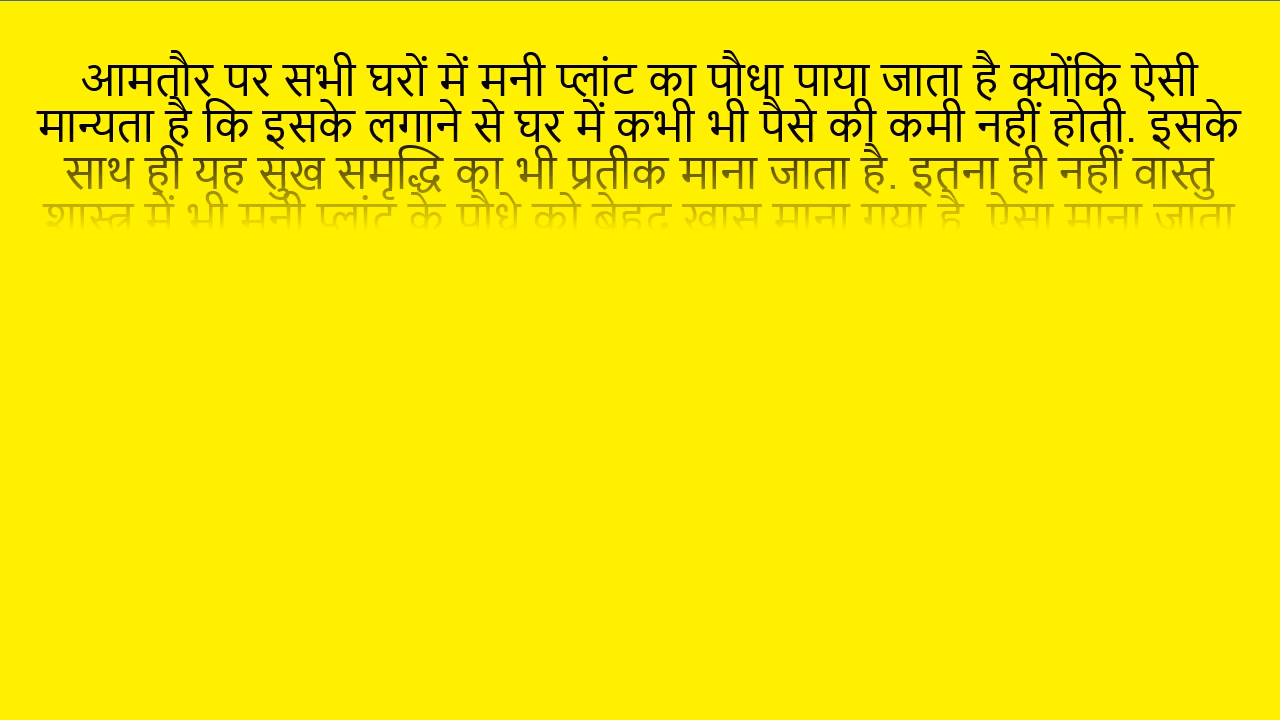 आमतौर पर सभी घरों में मनी प्लांट का पौधा पाया जाता है क्योंकि ऐसी
मान्यता है कि इसके लगाने से घर में कभी भी पैसे की कमी नहीं होती. इसके
साथ ही यह सुख समृद्धि का भी प्रतीक माना जाता है. इतना ही नहीं वास्तु
शास्त्र में भी मनी प्लांट के पौधे को बेहद खास माना गया है. ऐसा माना जाता